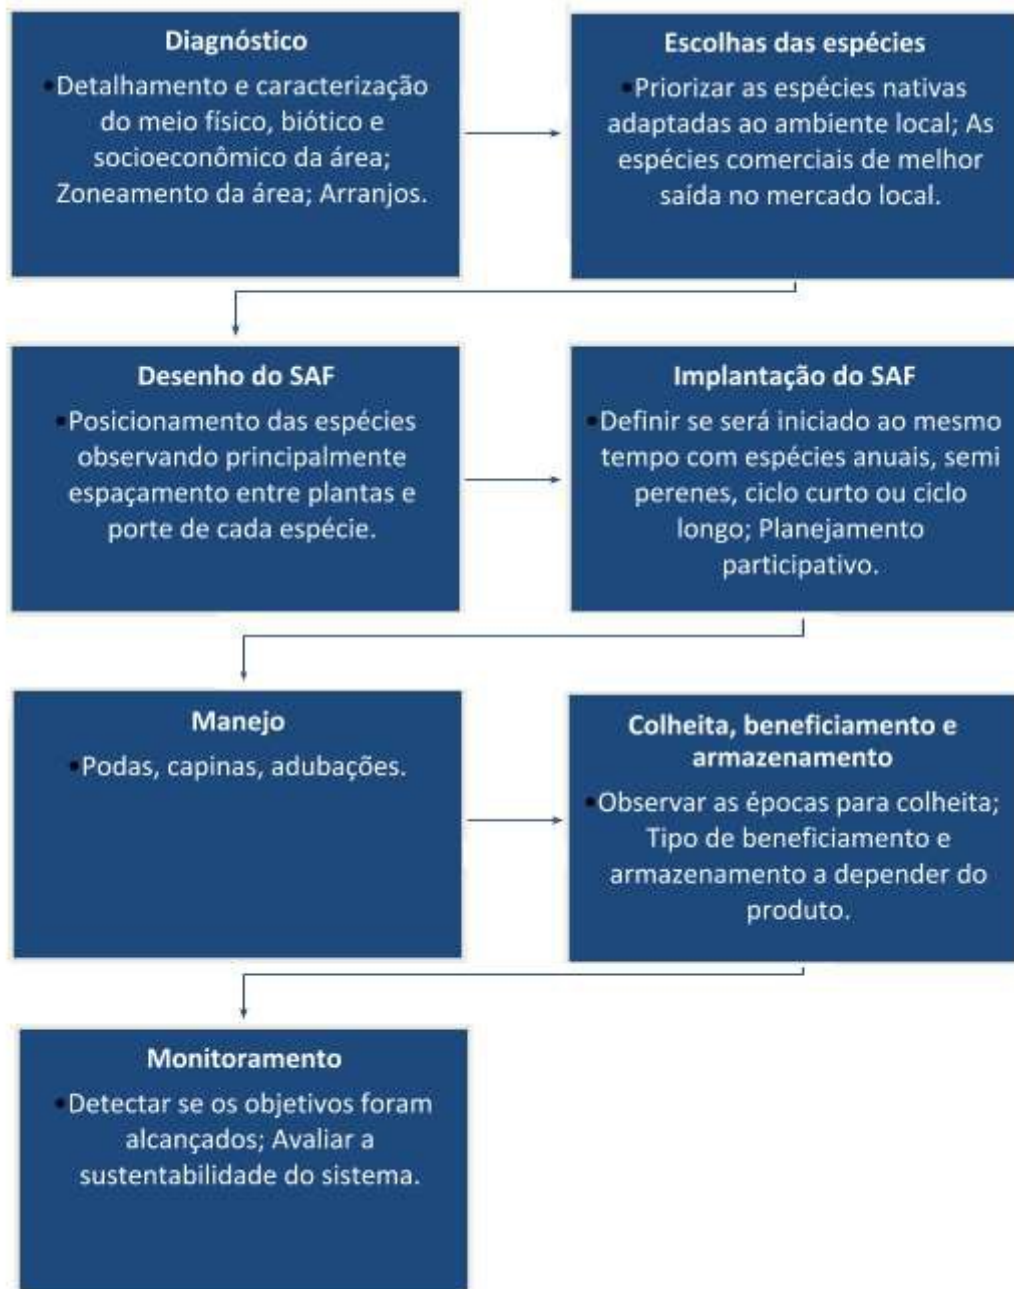 Diagnóstico
•Detalhamento e caracterização
do meio físico, biótico e
socioeconômico da área;
Zoneamento da área; Arranjos.
Escolhas das espécies
•Priorizar as espécies nativas
adaptadas ao ambiente local; As
espécies comerciais de melhor
saída no mercado local.
Desenho do SAF
•Posicionamento das espécies
observando principalmente
espaçamento entre plantas e
porte de cada espécie.
Implantação do SAF
•Definir se será iniciado ao mesmo
tempo com espécies anuais, semi
perenes, ciclo curto ou ciclo
longo; Planejamento
participativo.
Manejo
•Podas, capinas, adubações.
Colheita, beneficiamento e
armazenamento
•Observar as épocas para colheita;
Tipo de beneficiamento e
armazenamento a depender do
produto.
Monitoramento
•Detectar se os objetivos foram
alcançados; Avaliar a
sustentabilidade do sistema.